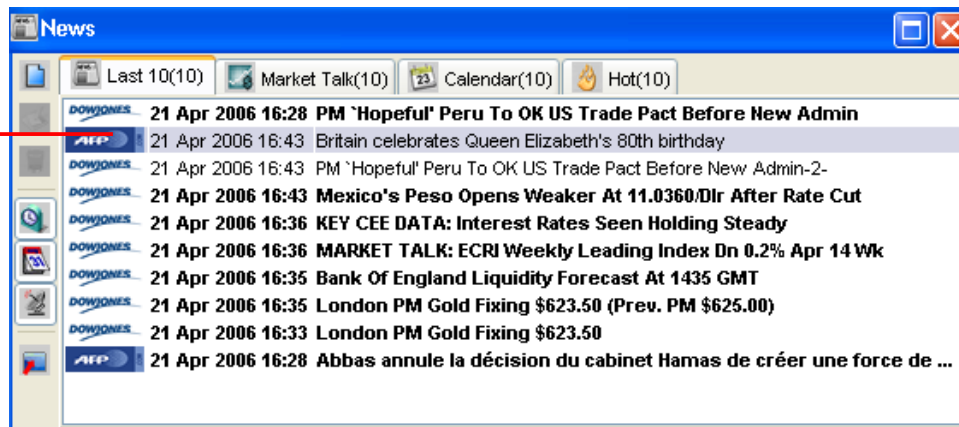 News
Last 10(10) Market Talk(10) 23 Calendar(10) Hot(10)
DOWJONES 21 Apr 2006 16:28 PM `Hopeful' Peru To OK US Trade Pact Before New Admin
AFP 21 Apr 2006 16:43 Britain celebrates Queen Elizabeth's 80th birthday
DOWJONES 21 Apr 2006 16:43 PM `Hopeful' Peru To OK US Trade Pact Before New Admin-2-
DOWJONES 21 Apr 2006 16:43 Mexico's Peso Opens Weaker At 11.0360/Dlr After Rate Cut
DOWJONES 21 Apr 2006 16:36 KEY CEE DATA: Interest Rates Seen Holding Steady
DOWJONES 21 Apr 2006 16:36 MARKET TALK: ECRI Weekly Leading Index Dn 0.2% Apr 14 Wk
DOWJONES 21 Apr 2006 16:35 Bank Of England Liquidity Forecast At 1435 GMT
DOWJONES 21 Apr 2006 16:35 London PM Gold Fixing $623.50 (Prev. PM $625.00)
DOWJONES 21 Apr 2006 16:33 London PM Gold Fixing $623.50
AFP 21 Apr 2006 16:28 Abbas annule la décision du cabinet Hamas de créer une force de ...